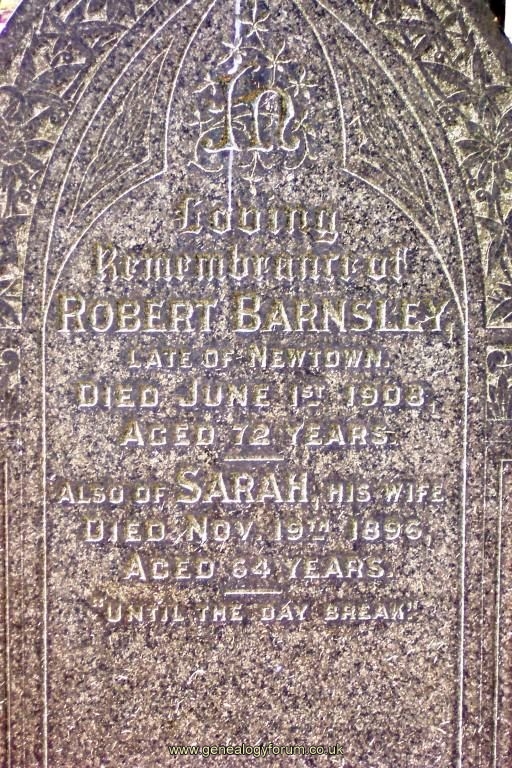 In
Loving
Remembrance of
ROBERT BARNSLEY,
LATE OF NEWTOWN.
DIED JUNE 1ST 1903,
AGED 72 YEARS.
ALSO OF SARAH, HIS WIFE
DIED NOV. 19TH 1896,
AGED 64 YEARS.
"UNTIL THE DAY BREAK."
www.genealogyforum.co.uk